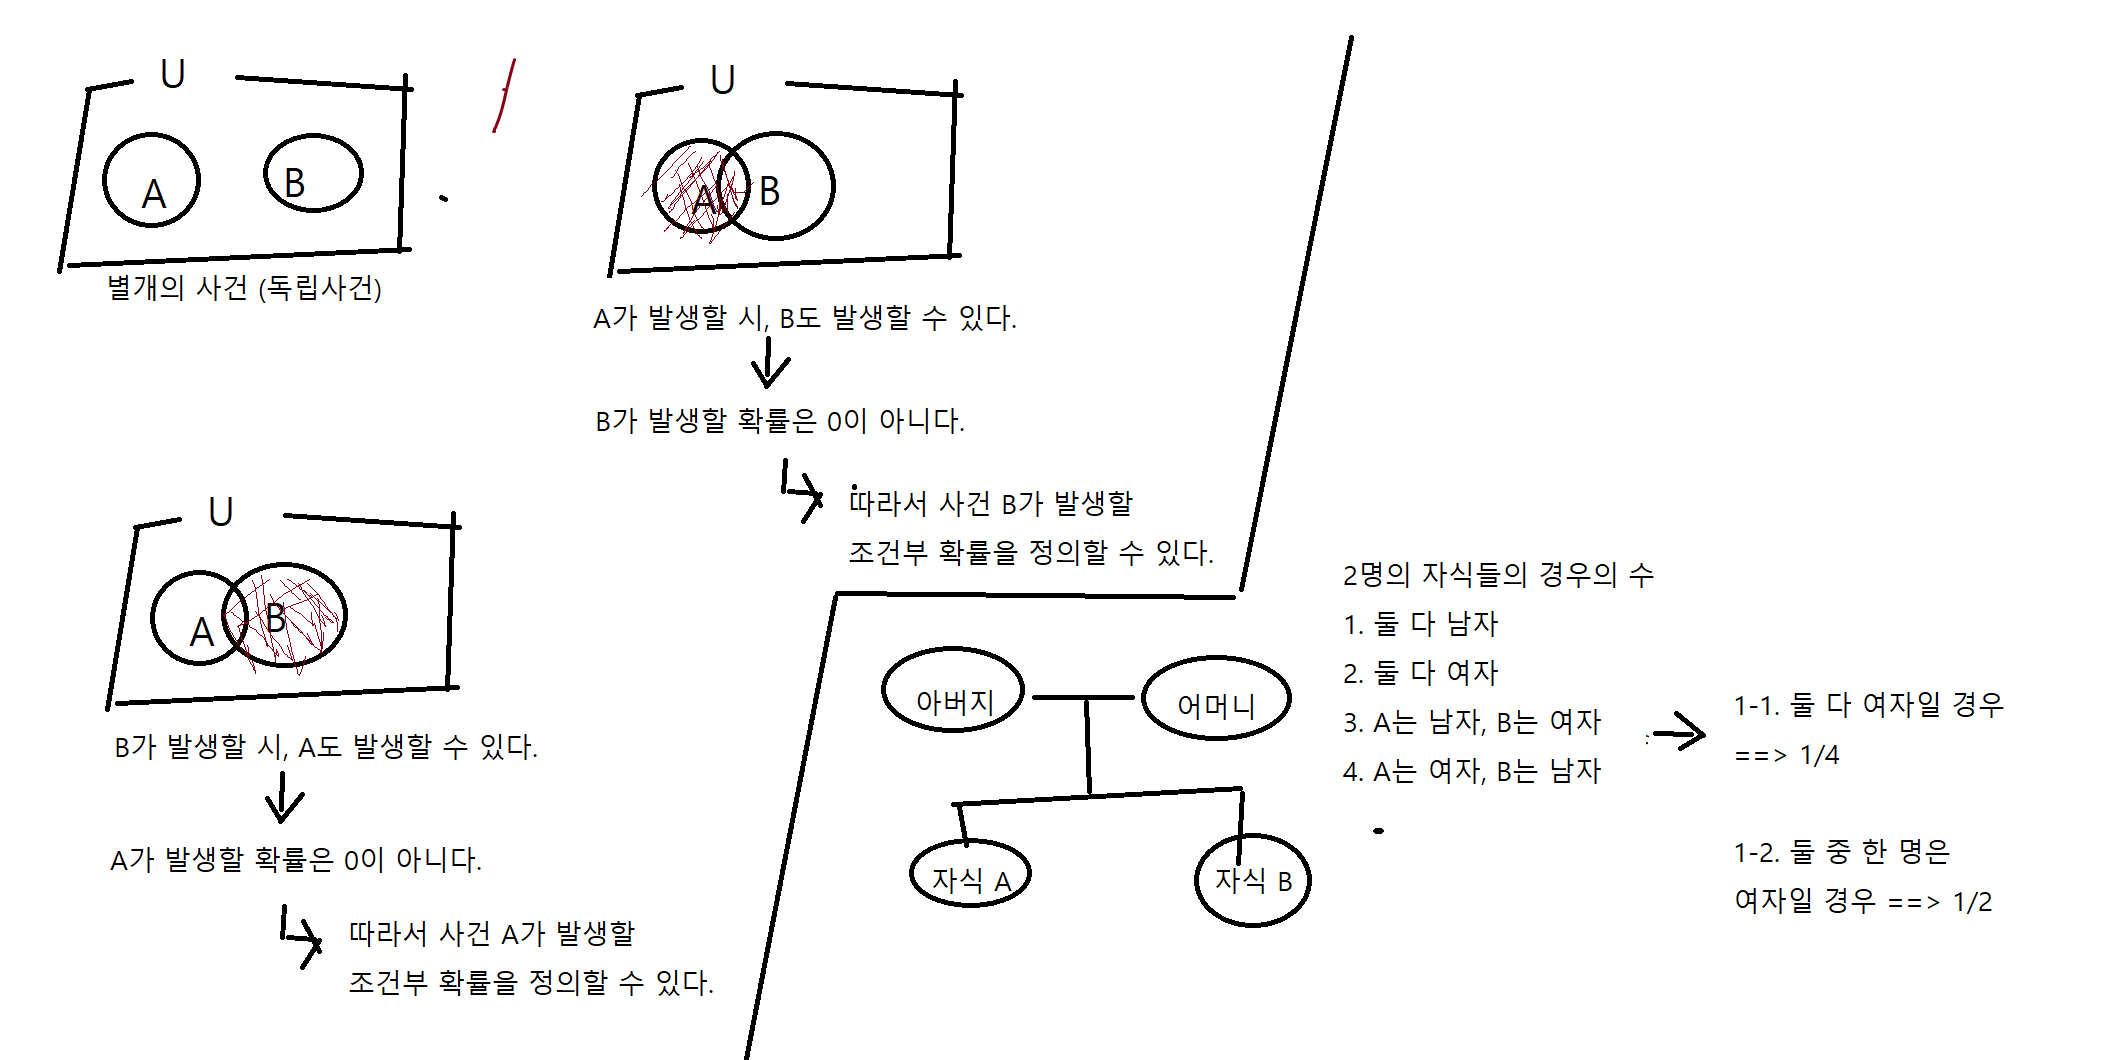 U
A
B
별개의 사건 (독립사건)
U
A
B
A가 발생할 시, B도 발생할 수 있다.
B가 발생할 확률은 0이 아니다.
따라서 사건 B가 발생할
조건부 확률을 정의할 수 있다.
U
A
B
B가 발생할 시, A도 발생할 수 있다.
A가 발생할 확률은 0이 아니다.
따라서 사건 A가 발생할
조건부 확률을 정의할 수 있다.
아버지
어머니
자식 A
자식 B
2명의 자식들의 경우의 수
1. 둘 다 남자
2. 둘 다 여자
3. A는 남자, B는 여자
4. A는 여자, B는 남자
1-1. 둘 다 여자일 경우
==> 1/4
1-2. 둘 중 한 명은
여자일 경우 ==> 1/2